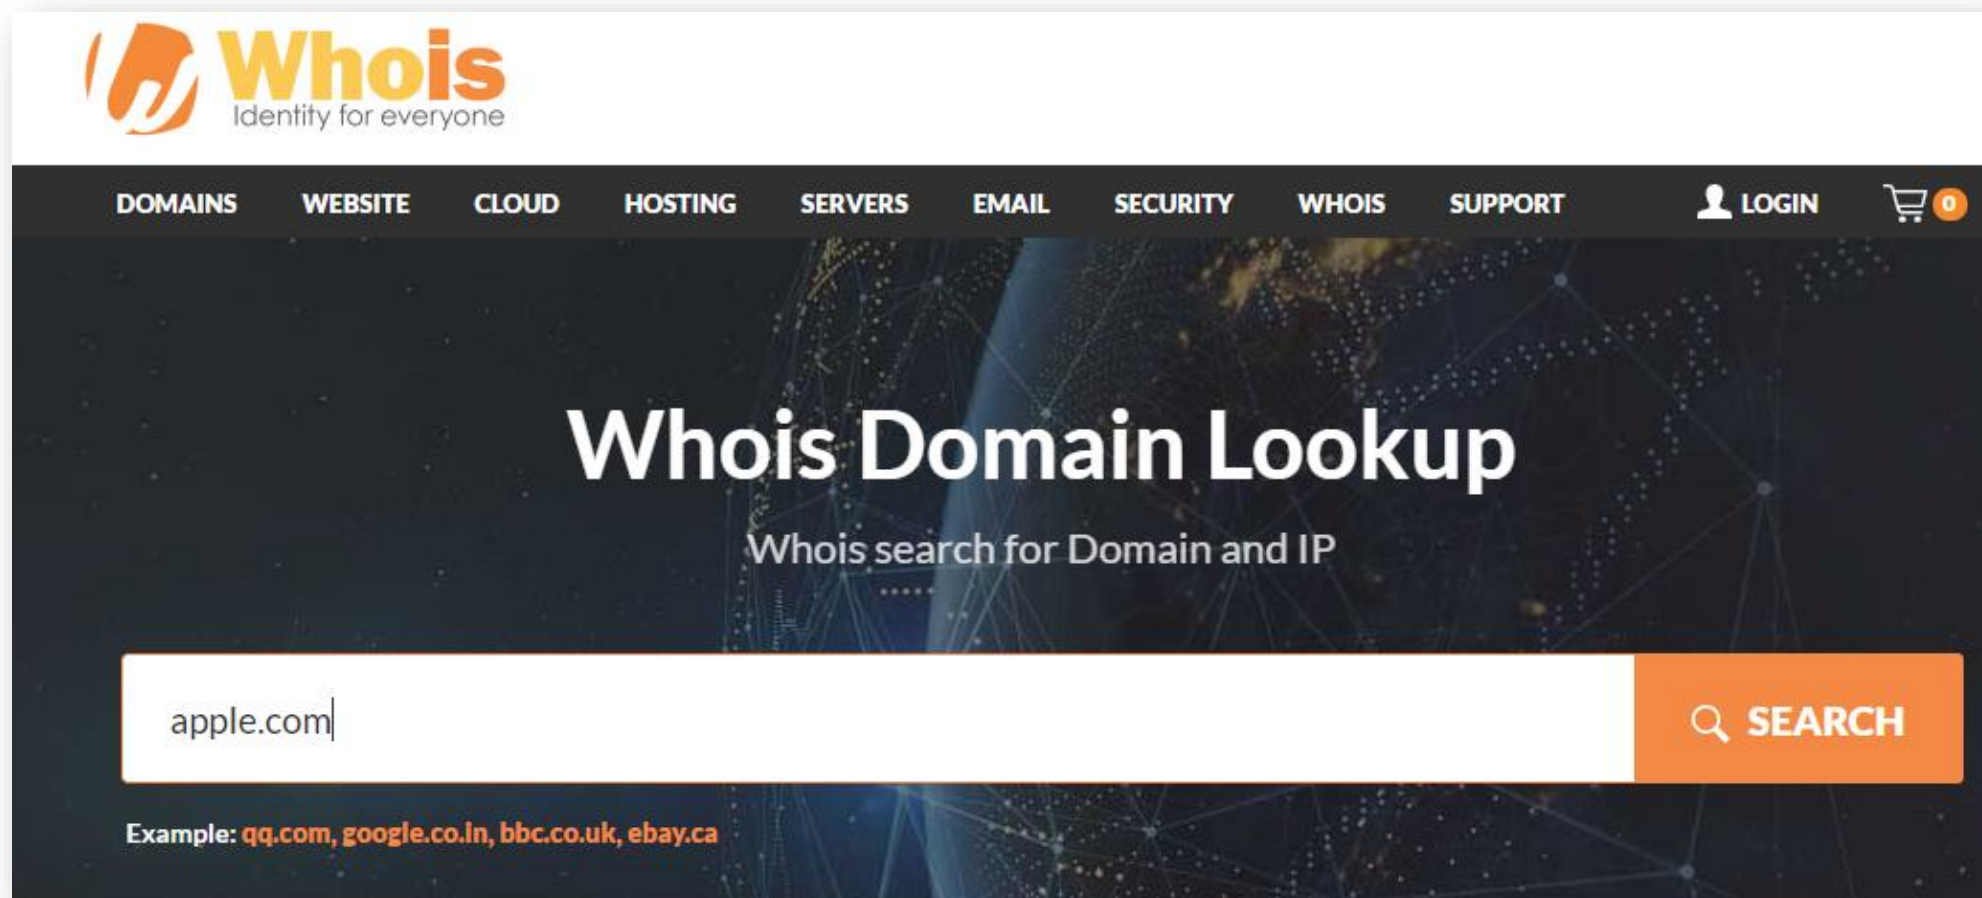 Whois
Identity for everyone
DOMAINS WEBSITE CLOUD HOSTING SERVERS EMAIL SECURITY WHOIS SUPPORT LOGIN 0
Whois Domain Lookup
Whois search for Domain and IP
apple.com
SEARCH
Example: qq.com, google.co.in, bbc.co.uk, ebay.ca